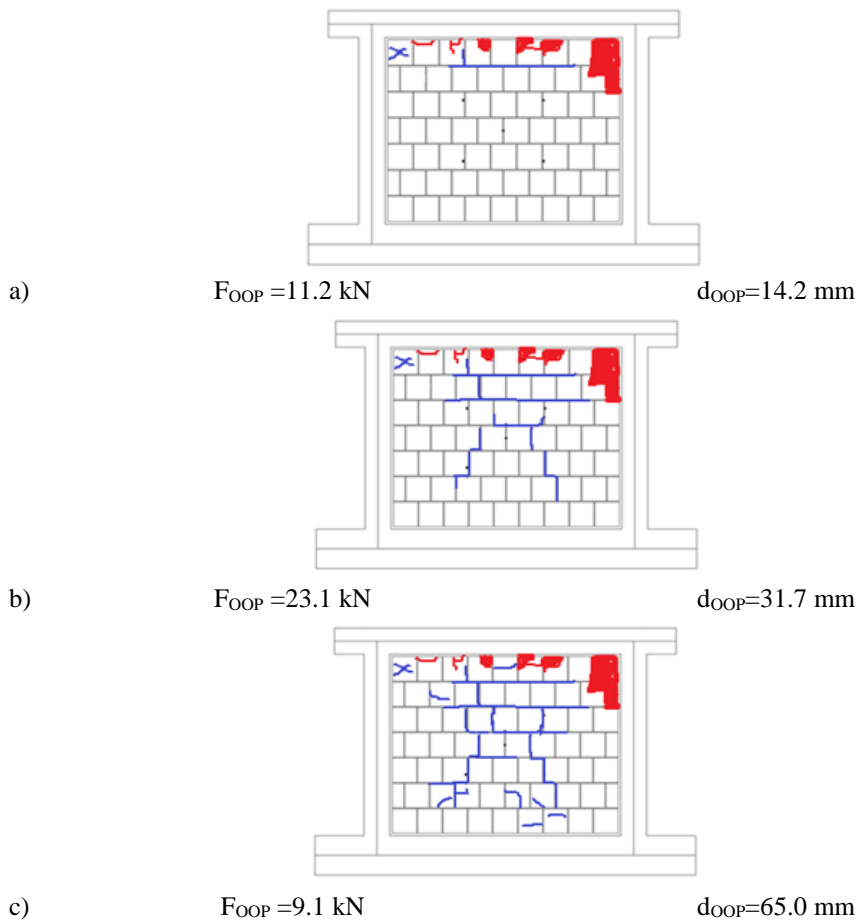 a) F_OOP =11.2 kN d_OOP=14.2 mm
b) F_OOP =23.1 kN d_OOP=31.7 mm
c) F_OOP =9.1 kN d_OOP=65.0 mm